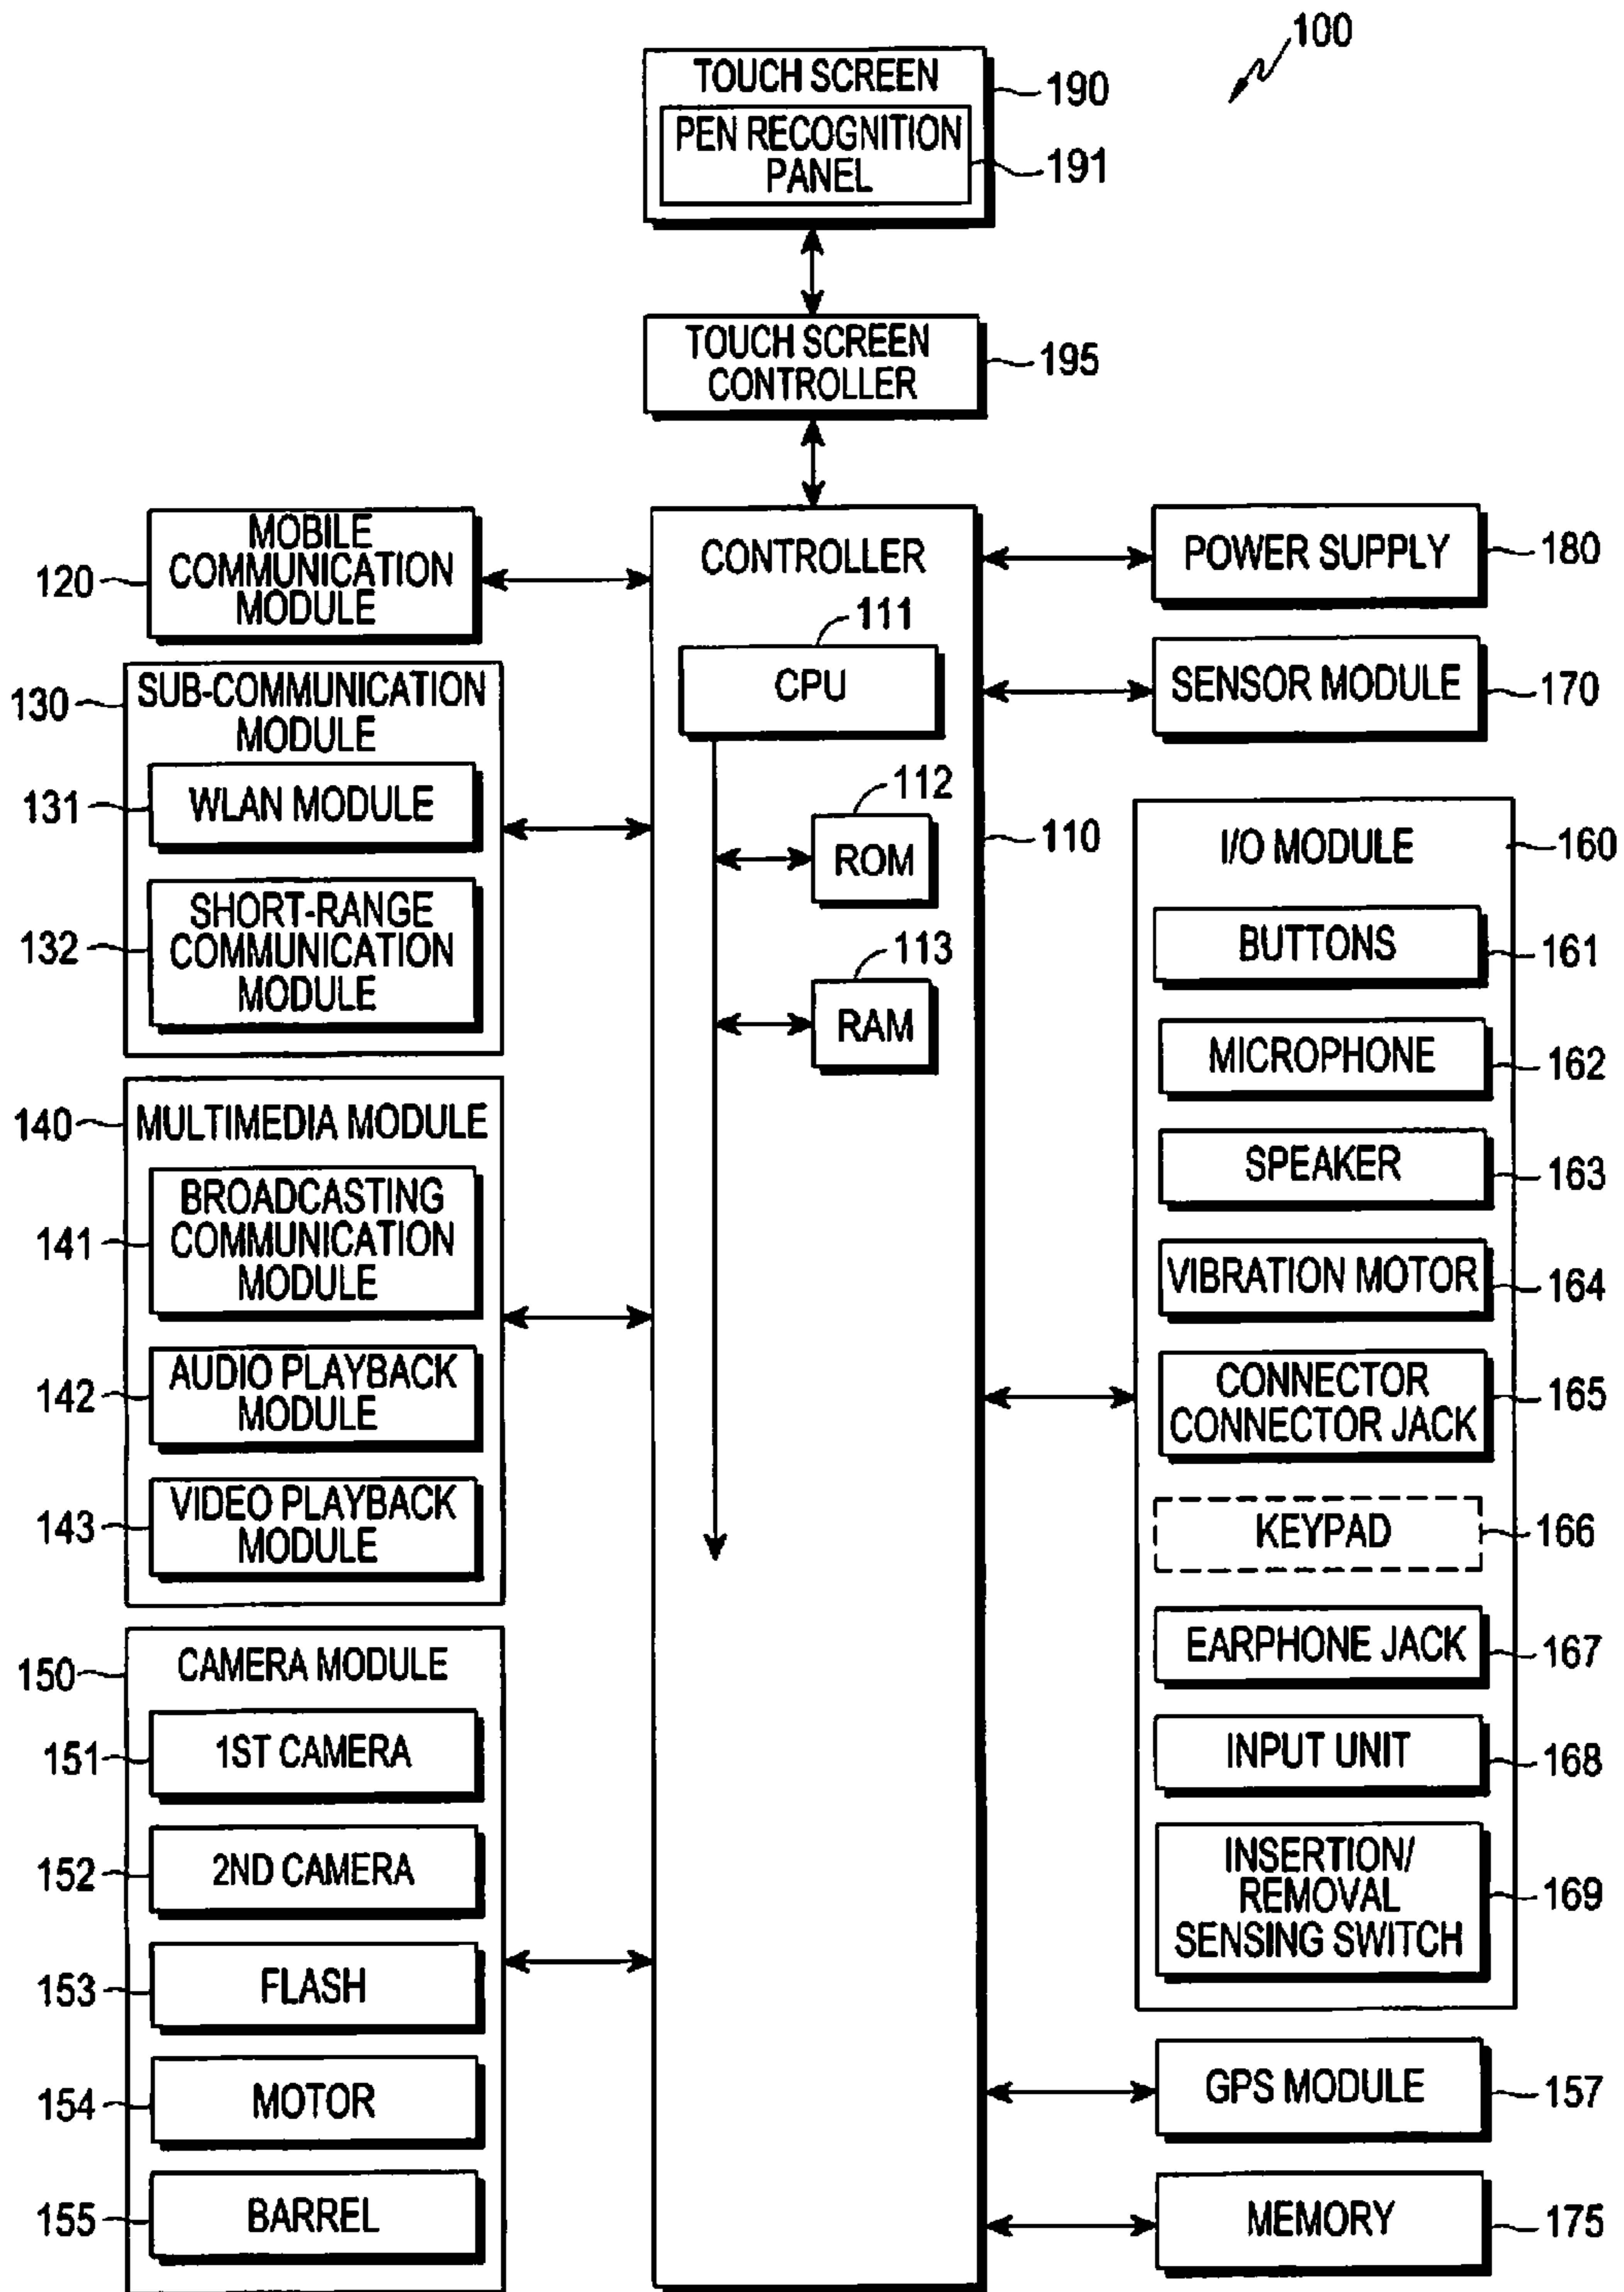 100
TOUCH SCREEN
190
PEN RECOGNITION
PANEL
191
TOUCH SCREEN
CONTROLLER
195
120
MOBILE
COMMUNICATION
MODULE
130
SUB-COMMUNICATION
MODULE
131
WLAN MODULE
132
SHORT-RANGE
COMMUNICATION
MODULE
140
MULTIMEDIA MODULE
141
BROADCASTING
COMMUNICATION
MODULE
142
AUDIO PLAYBACK
MODULE
143
VIDEO PLAYBACK
MODULE
150
CAMERA MODULE
151
1ST CAMERA
152
2ND CAMERA
153
FLASH
154
MOTOR
155
BARREL
CONTROLLER
111
CPU
112
ROM
110
113
RAM
POWER SUPPLY
180
SENSOR MODULE
170
I/O MODULE
160
BUTTONS
161
MICROPHONE
162
SPEAKER
163
VIBRATION MOTOR
164
CONNECTOR
CONNECTOR JACK
165
KEYPAD
166
EARPHONE JACK
167
INPUT UNIT
168
INSERTION/
REMOVAL
SENSING SWITCH
169
GPS MODULE
157
MEMORY
175